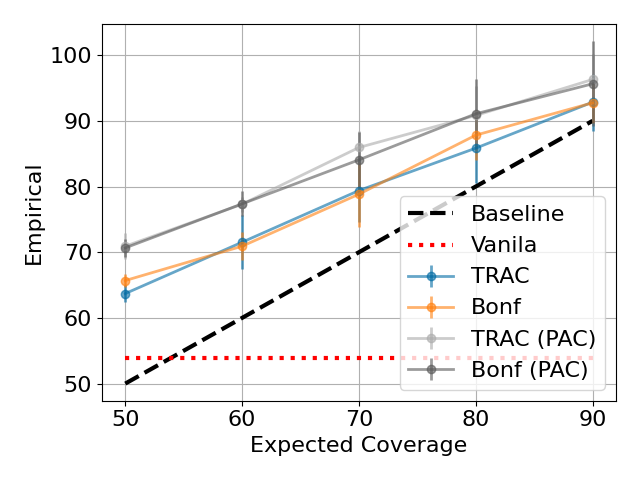 100
90
80
70
60
50
Empirical
50 60 70 80 90
Expected Coverage
Baseline
Vanila
TRAC
Bonf
TRAC (PAC)
Bonf (PAC)